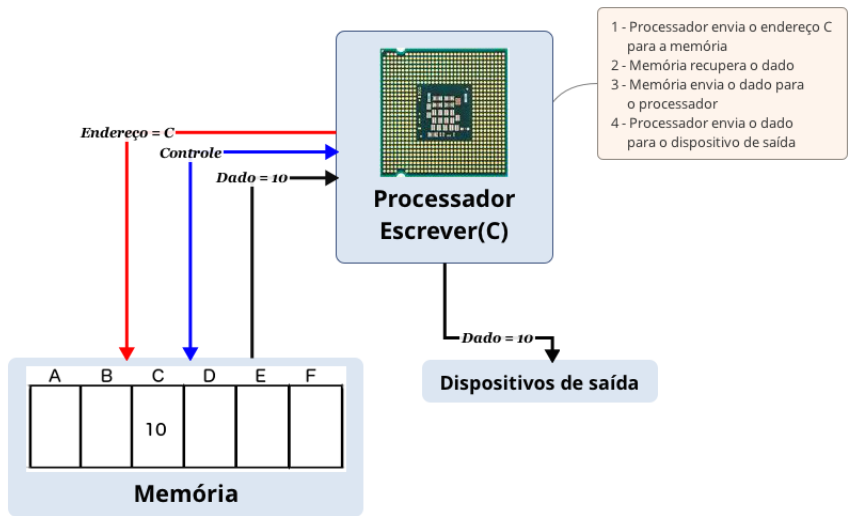 1 - Processador envia o endereço C
para a memória
2 - Memória recupera o dado
3 - Memória envia o dado para
o processador
4 - Processador envia o dado
para o dispositivo de saída
Endereço = C
Controle
Dado = 10
Processador
Escrever(C)
Dado = 10
Dispositivos de saída
A B C D E F
10
Memória